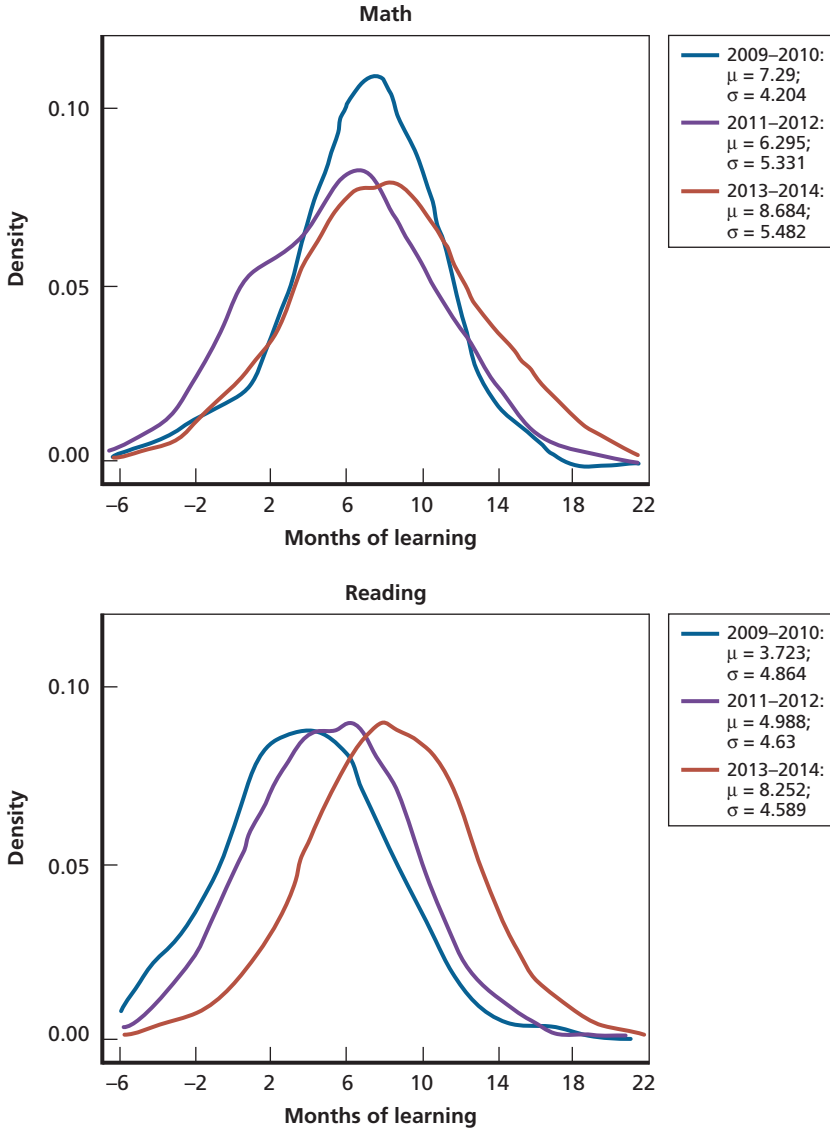 Math
2009–2010:
μ = 7.29;
σ = 4.204
2011–2012:
μ = 6.295;
σ = 5.331
2013–2014:
μ = 8.684;
σ = 5.482
Density
0.10
0.05
0.00
–6 –2 2 6 10 14 18 22
Months of learning
Reading
2009–2010:
μ = 3.723;
σ = 4.864
2011–2012:
μ = 4.988;
σ = 4.63
2013–2014:
μ = 8.252;
σ = 4.589
Density
0.10
0.05
0.00
–6 –2 2 6 10 14 18 22
Months of learning